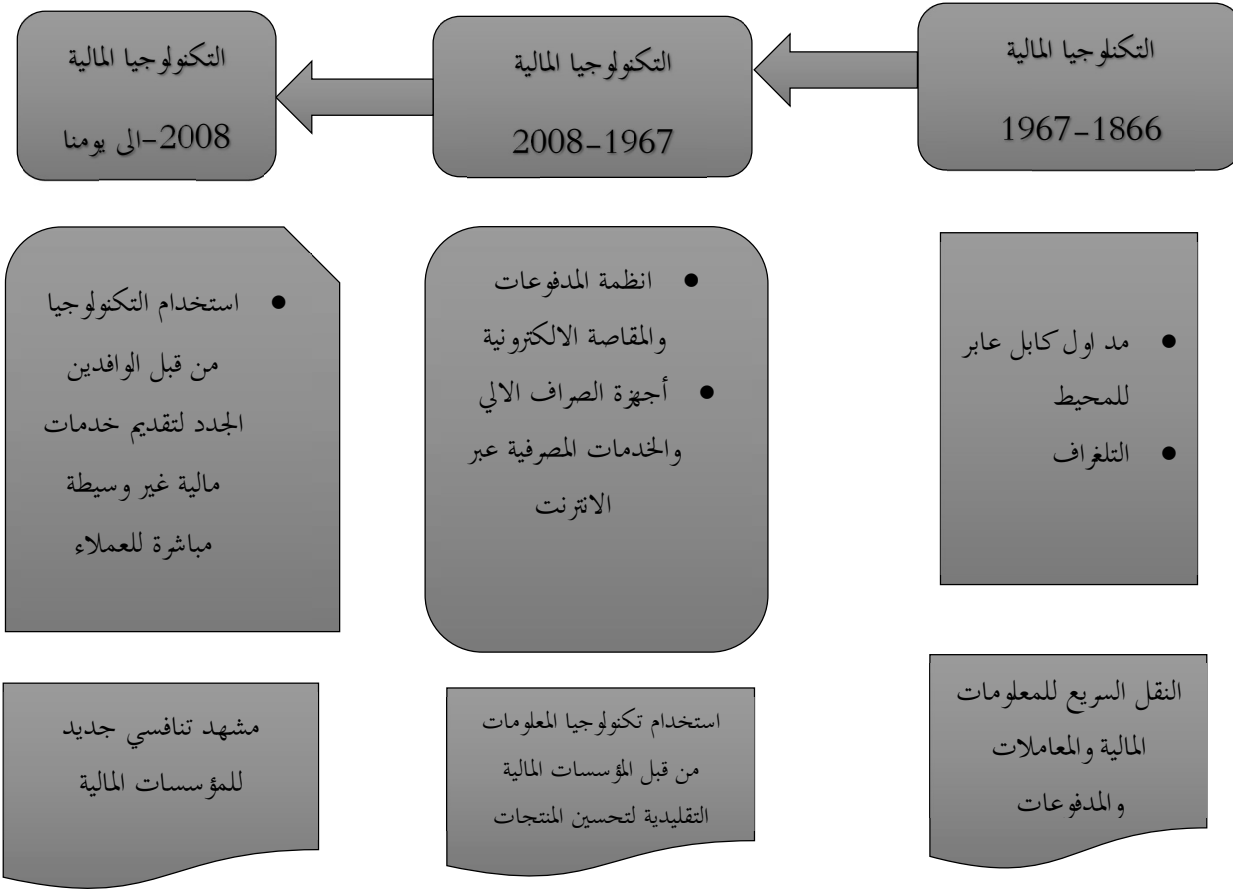 التكنلوجيا المالية
1866-1967
التكنولوجيا المالية
1967-2008
التكنولوجيا المالية
2008-الى يومنا
● مد اول كابل عابر
للمحيط
● التلغراف
● انظمة المدفوعات
والمقاصة الالكترونية
● أجهزة الصراف الالي
والخدمات المصرفية عبر
الانترنت
● استخدام التكنولوجيا
من قبل الوافدين
الجدد لتقديم خدمات
مالية غير وسيطة
مباشرة للعملاء
النقل السريع للمعلومات
المالية والمعاملات
والمدفوعات
استخدام تكنولوجيا المعلومات
من قبل المؤسسات المالية
التقليدية لتحسين المنتجات
مشهد تنافسي جديد
للمؤسسات المالية